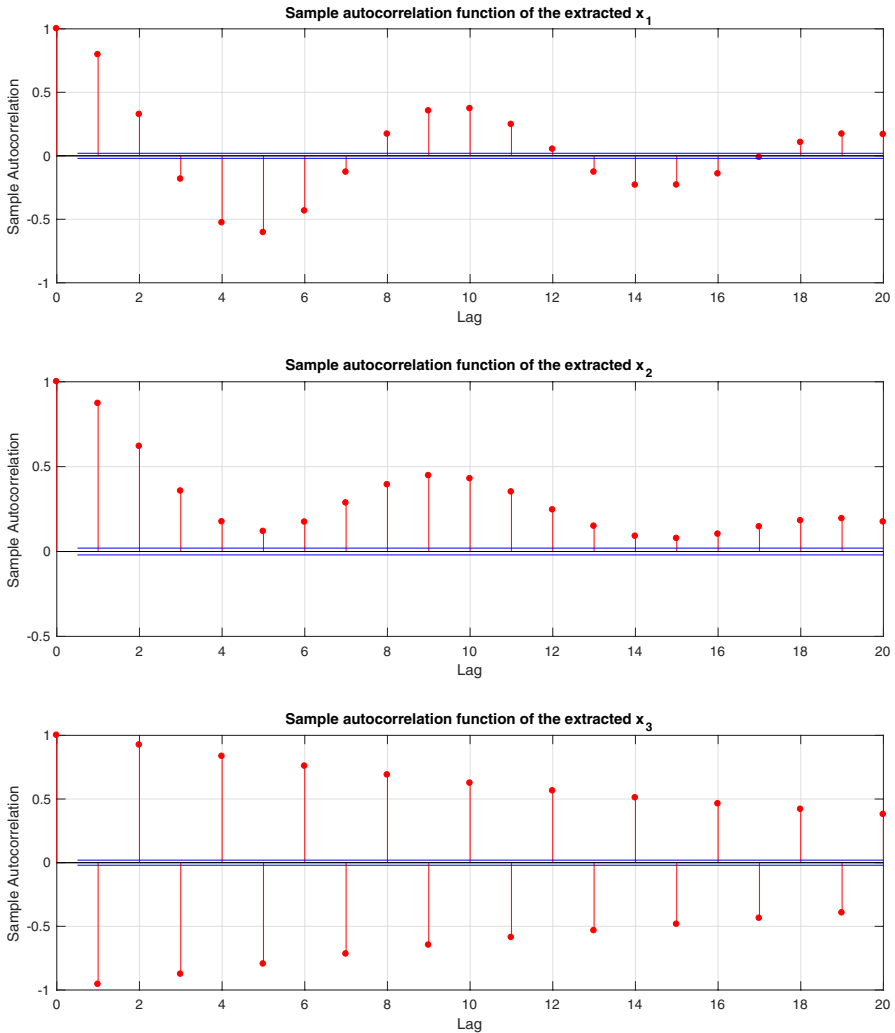 Sample autocorrelation function of the extracted x_1
1
0.5
0
-0.5
-1
Sample Autocorrelation
0 2 4 6 8 10 12 14 16 18 20
Lag
Sample autocorrelation function of the extracted x_2
1
0.5
0
-0.5
Sample Autocorrelation
0 2 4 6 8 10 12 14 16 18 20
Lag
Sample autocorrelation function of the extracted x_3
1
0.5
0
-0.5
-1
Sample Autocorrelation
0 2 4 6 8 10 12 14 16 18 20
Lag